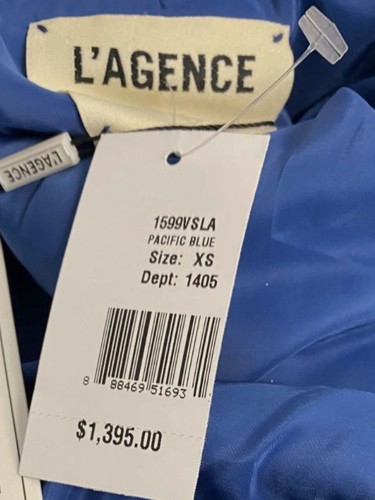 L'AGENCE
L'AGENCE
1599VSLA
PACIFIC BLUE
Size: XS
Dept: 1405
8 88469 51693
$1,395.00